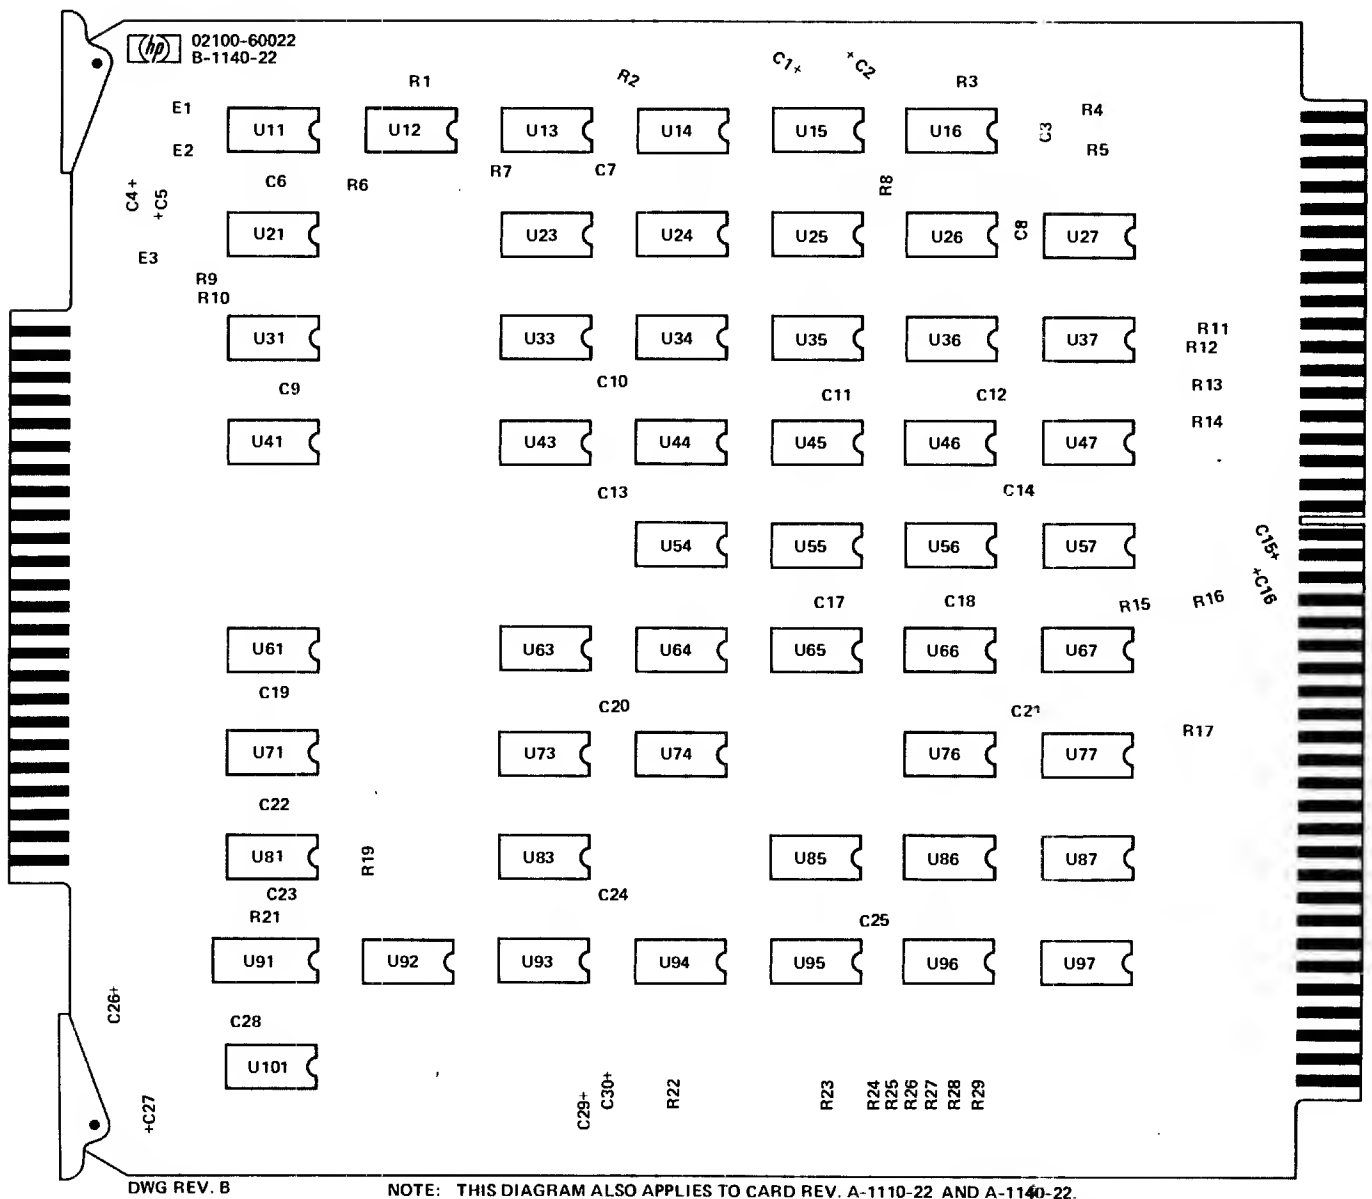 hp 02100-60022
B-1140-22
C1+ +C2
R1 R2 R3
E1 R4
U11 U12 U13 U14 U15 U16 C3
E2 R5
C6 R6 R7 C7 R8
C4+ +C5
U21 U23 U24 U25 U26 C8 U27
E3
R9
R10
U31 U33 U34 U35 U36 U37 R11
R12
C9 C10 C11 C12 R13
R14
U41 U43 U44 U45 U46 U47
C13 C14
U54 U55 U56 U57 C15+
+C16
C17 C18 R15 R16
U61 U63 U64 U65 U66 U67
C19 C20 C21
R17
U71 U73 U74 U76 U77
C22
U81 R19 U83 U85 U86 U87
C23 C24
R21 C25
U91 U92 U93 U94 U95 U96 U97
C26+
C28
U101
+C27 C29+ C30+ R22 R23 R24 R25 R26 R27 R28 R29
DWG REV. B NOTE: THIS DIAGRAM ALSO APPLIES TO CARD REV. A-1110-22 AND A-1140-22.